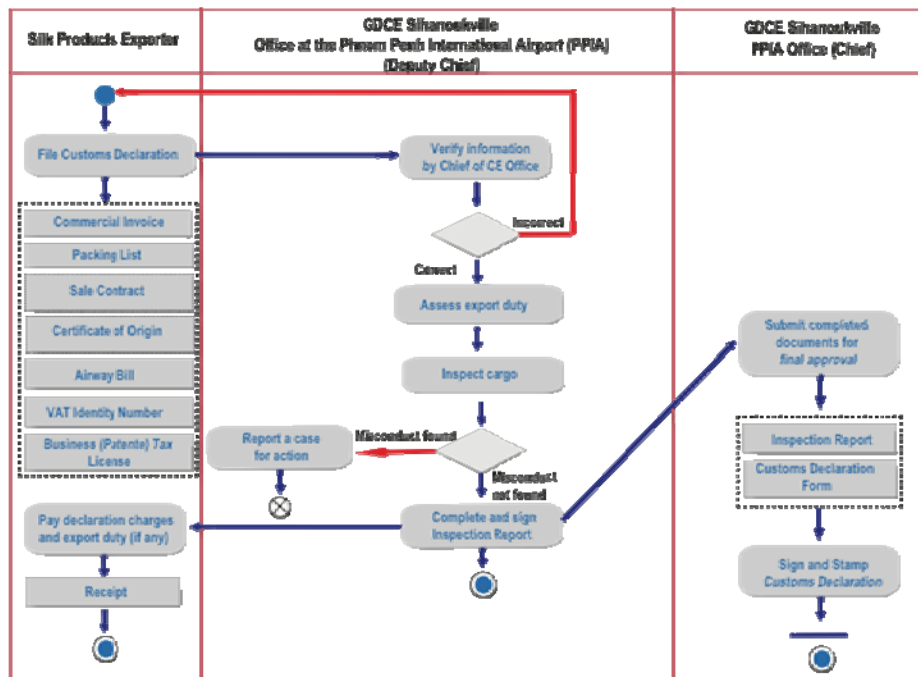 Silk Products Exporter
GDCE Sihanoukville
Office at the Phnom Penh International Airport (PPIA)
(Deputy Chief)
GDCE Sihanoukville
PPIA Office (Chief)
File Customs Declaration
Verify information
by Chief of CE Office
Incorrect
Commercial Invoice
Packing List
Sale Contract
Certificate of Origin
Airway Bill
VAT Identity Number
Business (Patente) Tax
License
Correct
Assess export duty
Inspect cargo
Misconduct found
Report a case
for action
Misconduct
not found
Complete and sign
Inspection Report
Pay declaration charges
and export duty (if any)
Receipt
Submit completed
documents for
final approval
Inspection Report
Customs Declaration
Form
Sign and Stamp
Customs Declaration